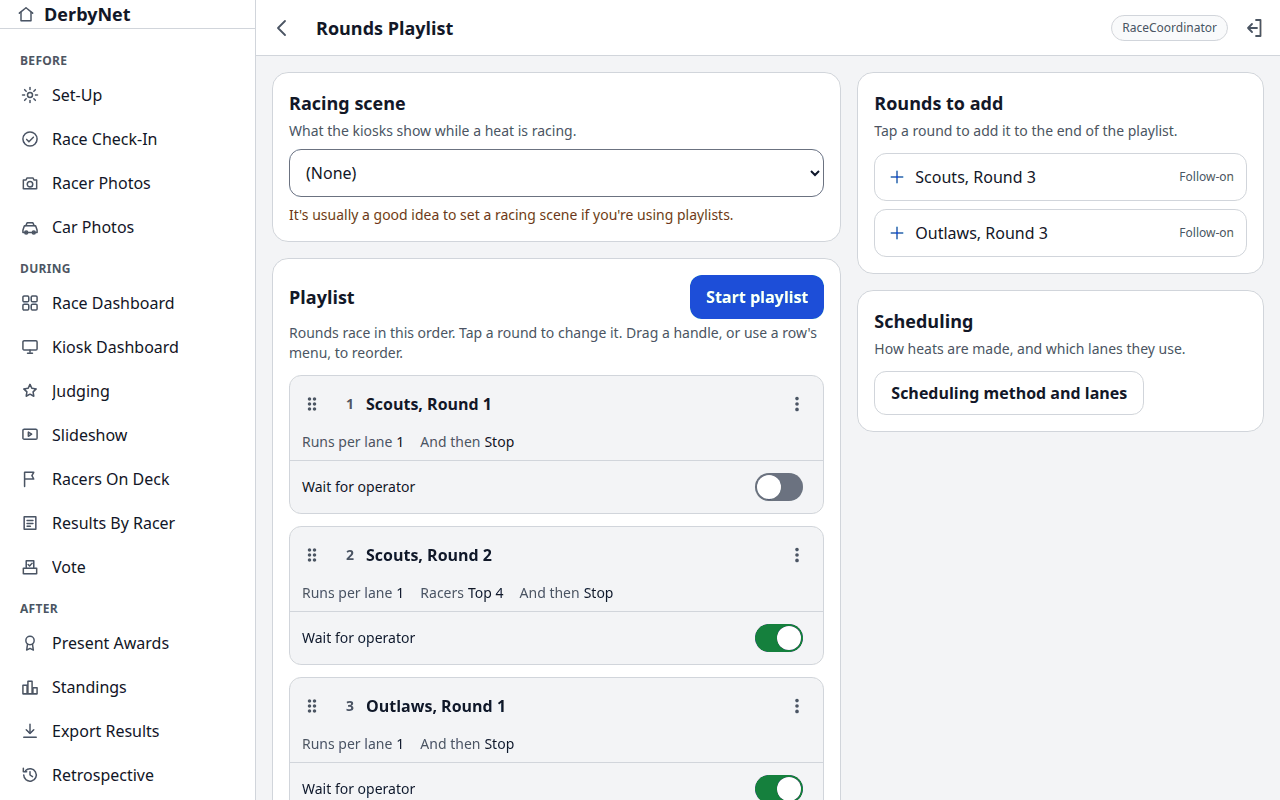 DerbyNet
BEFORE
Set-Up
Race Check-In
Racer Photos
Car Photos
DURING
Race Dashboard
Kiosk Dashboard
Judging
Slideshow
Racers On Deck
Results By Racer
Vote
AFTER
Present Awards
Standings
Export Results
Retrospective
Rounds Playlist
RaceCoordinator
Racing scene
What the kiosks show while a heat is racing.
(None)
It's usually a good idea to set a racing scene if you're using playlists.
Playlist
Start playlist
Rounds race in this order. Tap a round to change it. Drag a handle, or use a row's
menu, to reorder.
1 Scouts, Round 1
Runs per lane 1 And then Stop
Wait for operator
2 Scouts, Round 2
Runs per lane 1 Racers Top 4 And then Stop
Wait for operator
3 Outlaws, Round 1
Runs per lane 1 And then Stop
Wait for operator
Rounds to add
Tap a round to add it to the end of the playlist.
Scouts, Round 3 Follow-on
Outlaws, Round 3 Follow-on
Scheduling
How heats are made, and which lanes they use.
Scheduling method and lanes